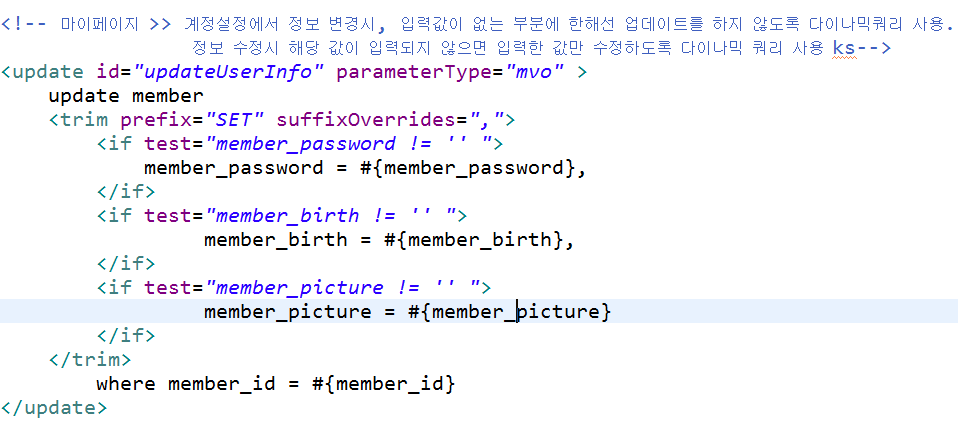 <!-- 마이페이지 >> 계정설정에서 정보 변경시, 입력값이 없는 부분에 한해선 업데이트를 하지 않도록 다이나믹쿼리 사용.
정보 수정시 해당 값이 입력되지 않으면 입력한 값만 수정하도록 다이나믹 쿼리 사용 ks-->
<update id="updateUserInfo" parameterType="mvo" >
update member
<trim prefix="SET" suffixOverrides=",">
<if test="member_password != '' ">
member_password = #{member_password},
</if>
<if test="member_birth != '' ">
member_birth = #{member_birth},
</if>
<if test="member_picture != '' ">
member_picture = #{member_picture}
</if>
</trim>
where member_id = #{member_id}
</update>